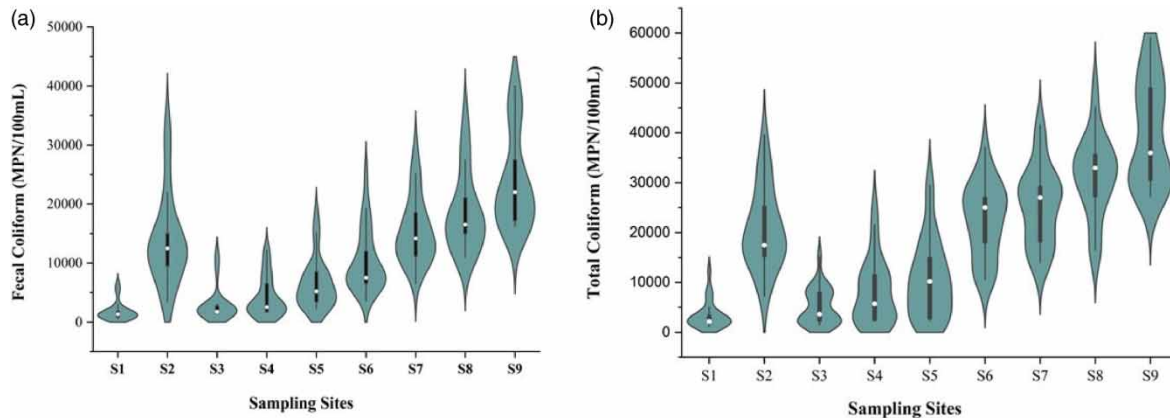 (a)
Fecal Coliform (MPN/100mL)
50000
40000
30000
20000
10000
0
S1 S2 S3 S4 S5 S6 S7 S8 S9
Sampling Sites
(b)
Total Coliform (MPN/100mL)
60000
50000
40000
30000
20000
10000
0
S1 S2 S3 S4 S5 S6 S7 S8 S9
Sampling Sites